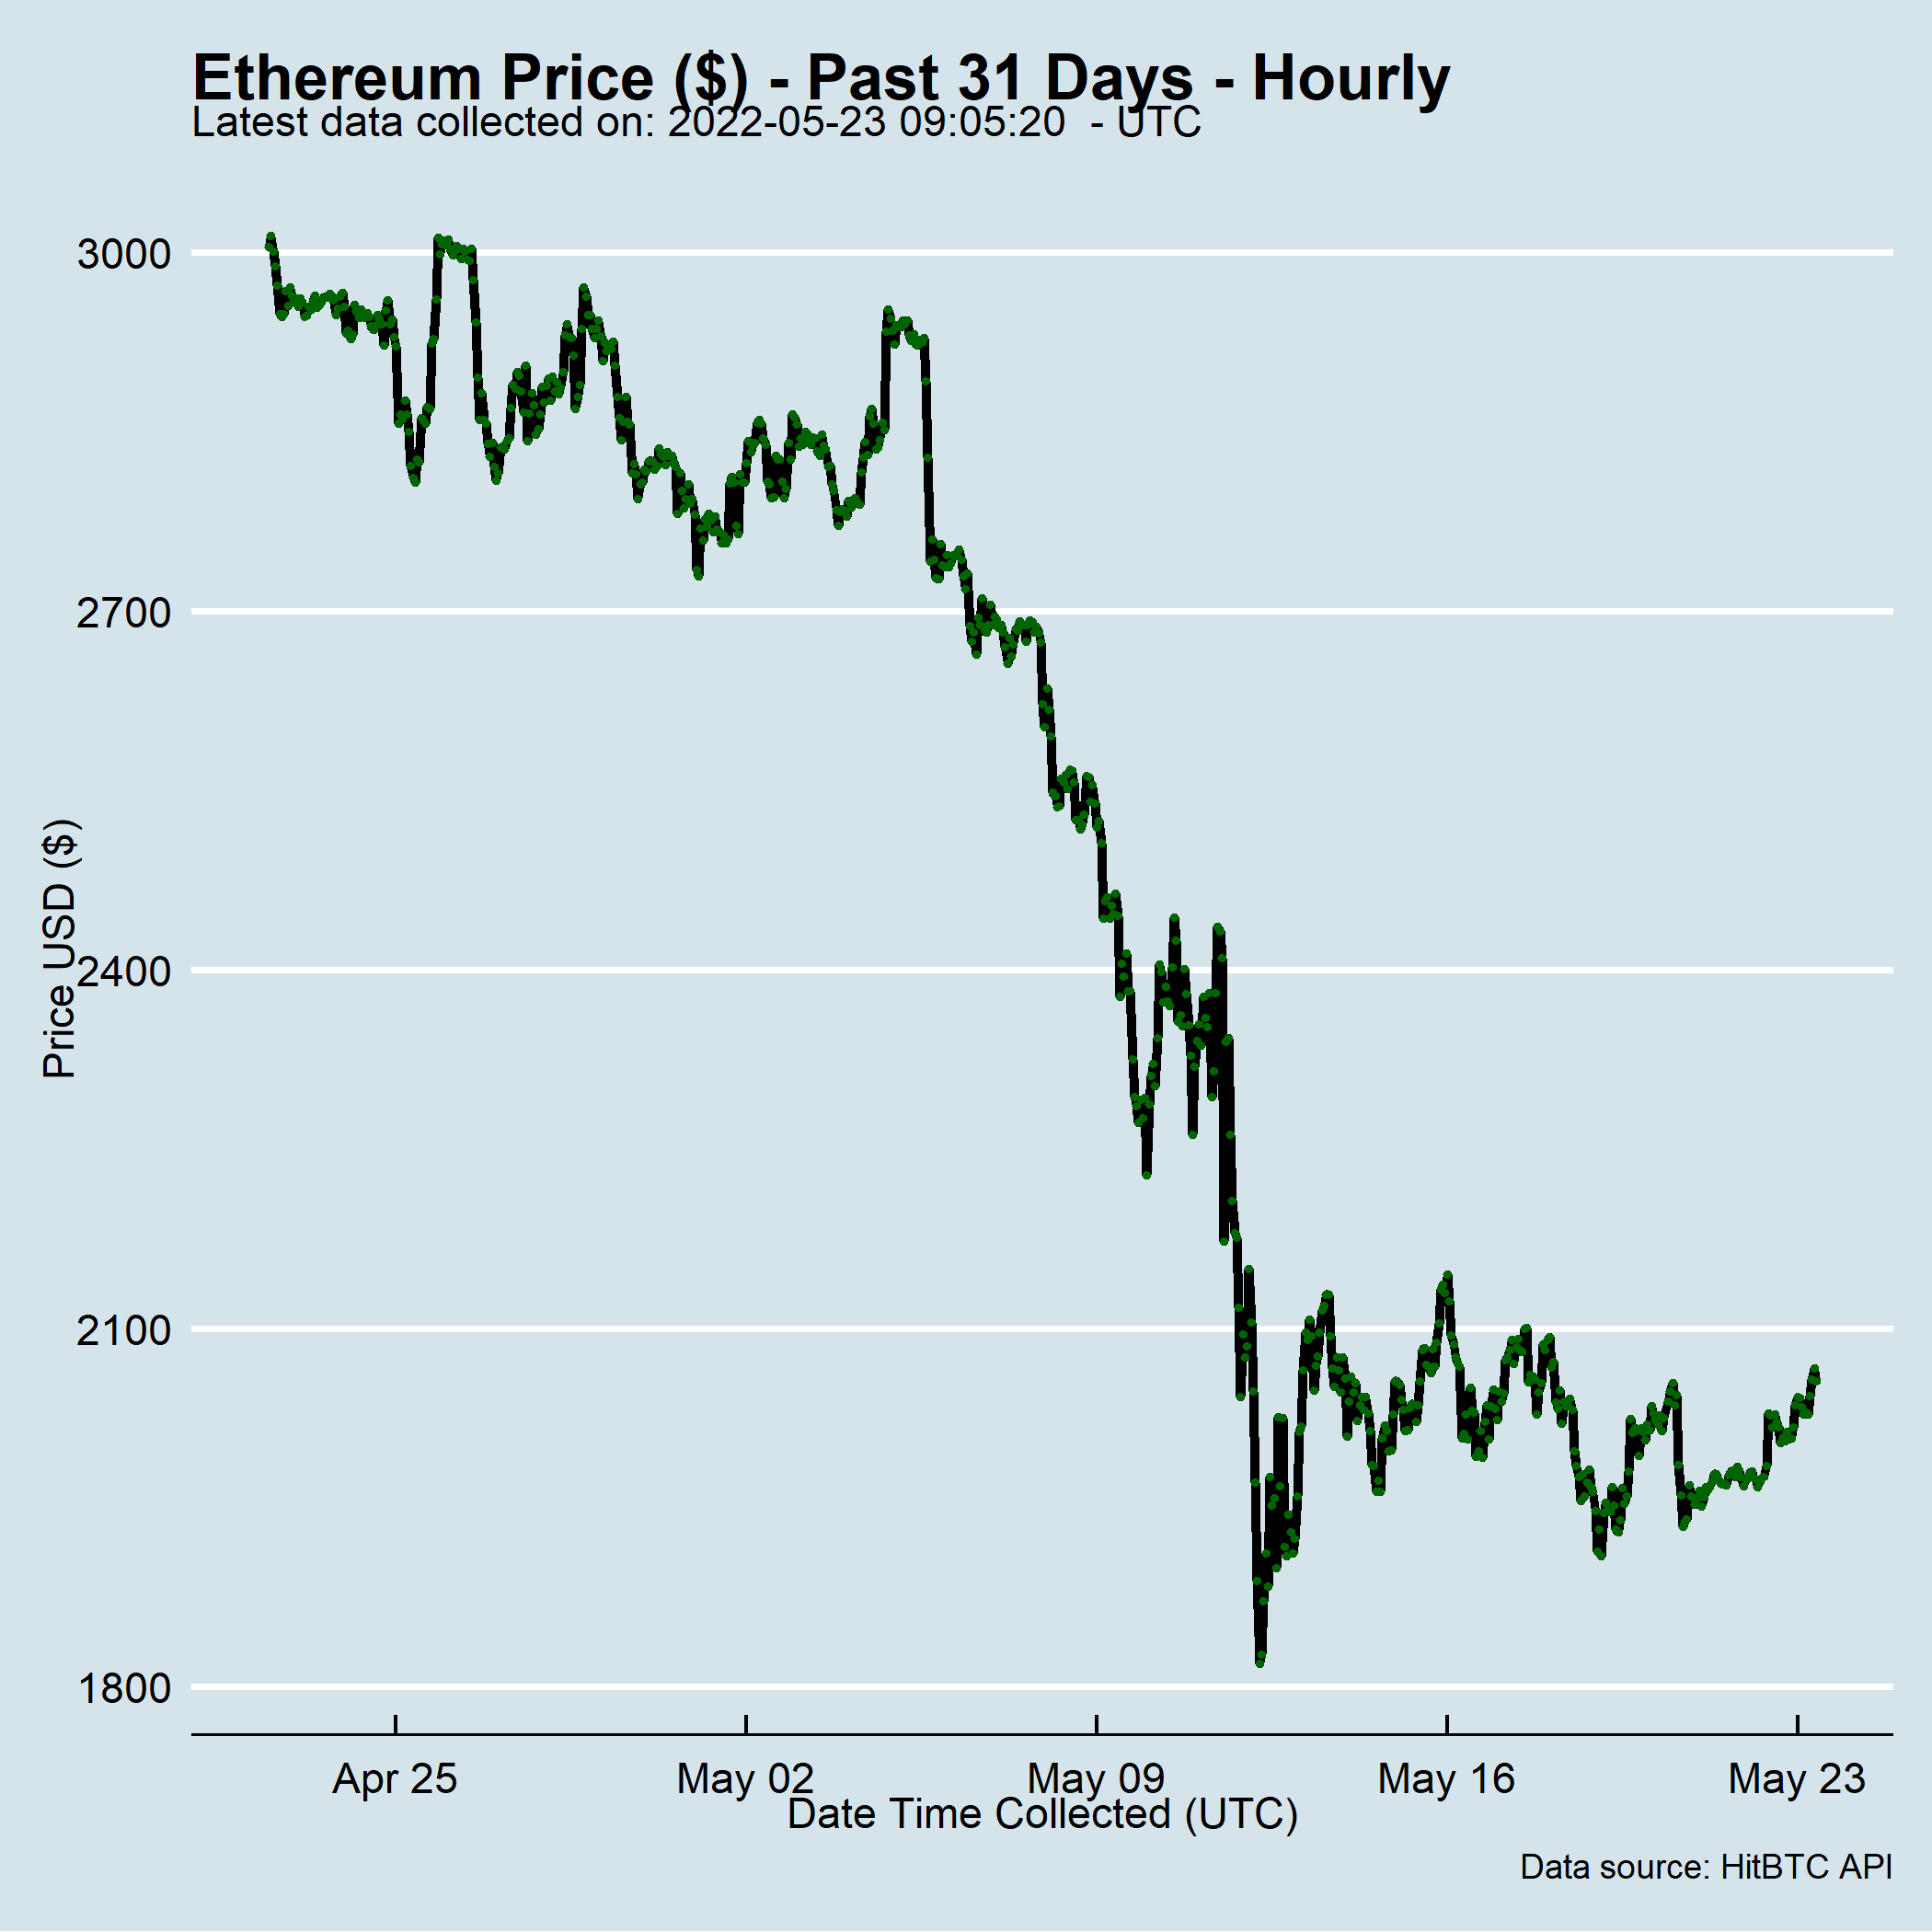 Ethereum Price ($) - Past 31 Days - Hourly
Latest data collected on: 2022-05-23 09:05:20  - UTC
Price USD ($)
3000
2700
2400
2100
1800
Apr 25 May 02 May 09 May 16 May 23
Date Time Collected (UTC)
Data source: HitBTC API